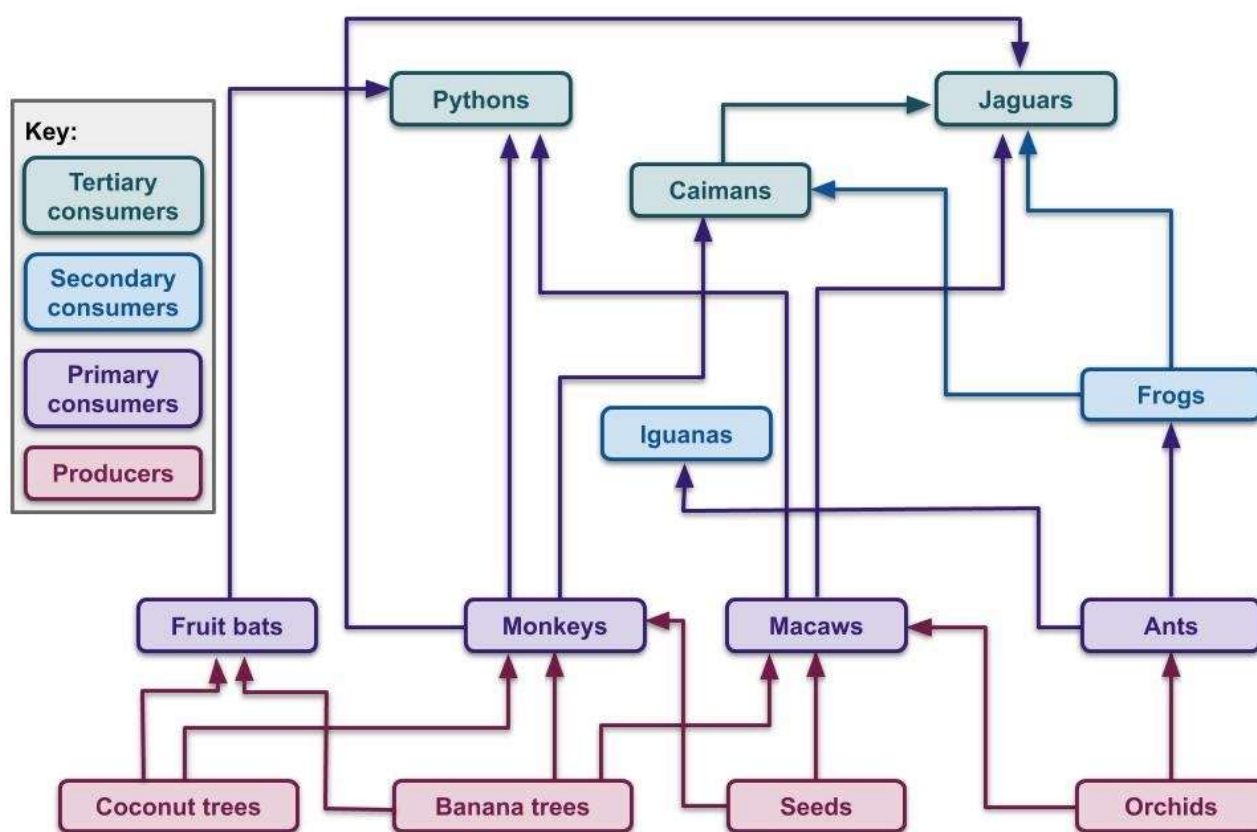 Pythons
Jaguars
Key:
Tertiary
consumers
Caimans
Secondary
consumers
Primary
consumers
Frogs
Iguanas
Producers
Fruit bats
Monkeys
Macaws
Ants
Coconut trees
Banana trees
Seeds
Orchids